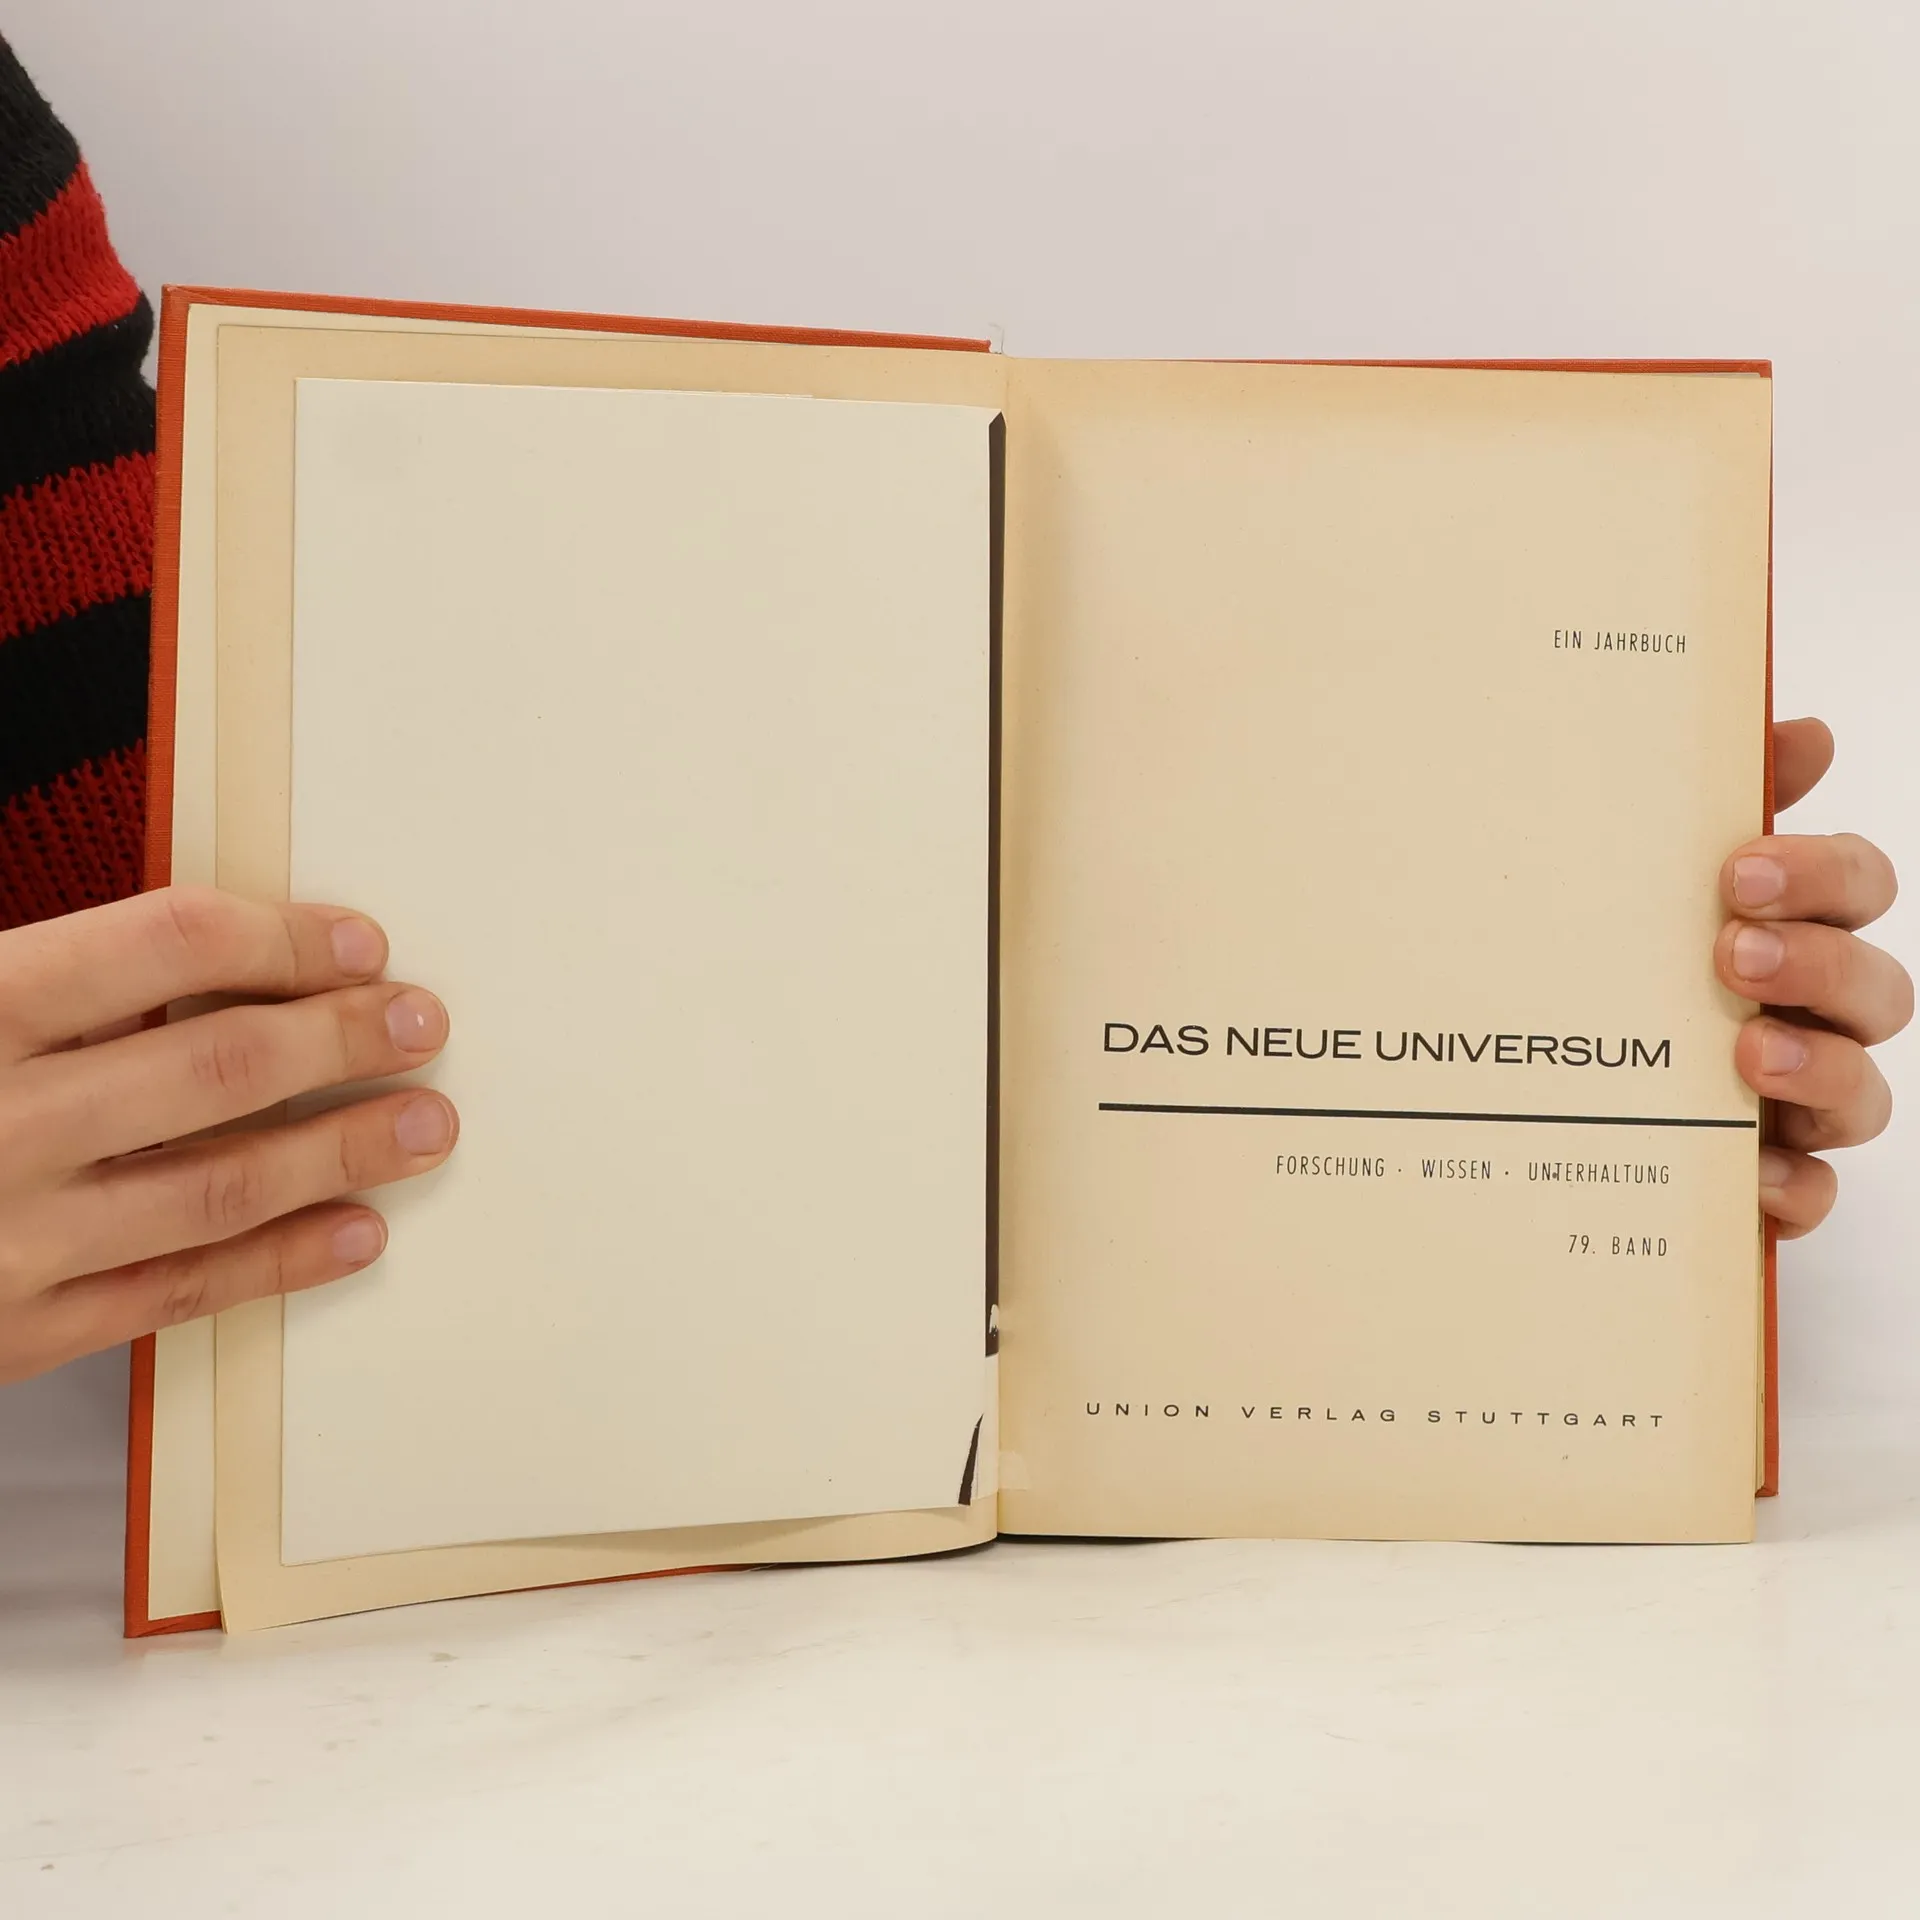 EIN JAHRBUCH
DAS NEUE UNIVERSUM
FORSCHUNG · WISSEN · UNTERHALTUNG
79. BAND
UNION VERLAG STUTTGART